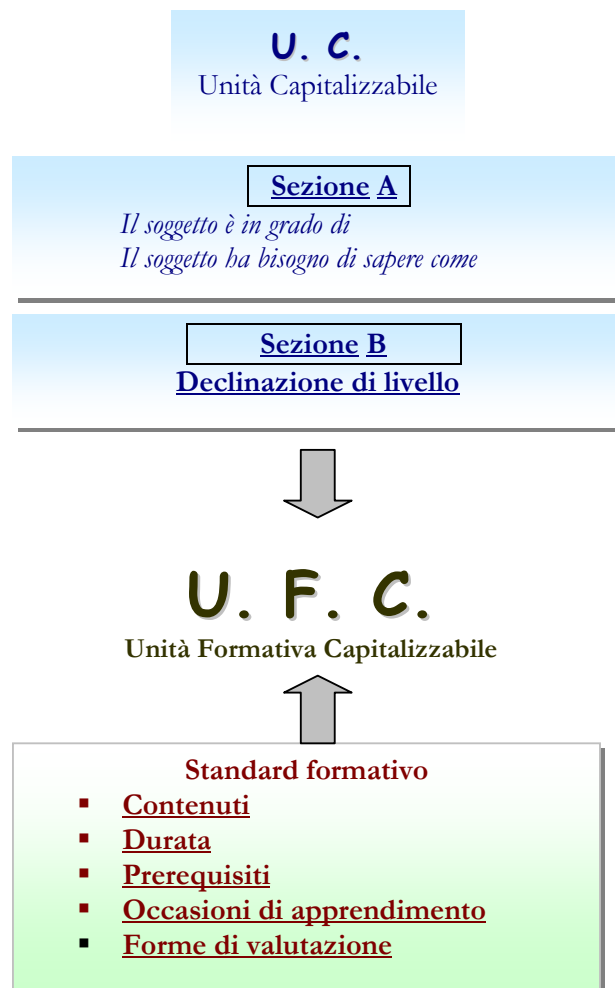 U. C.
Unità Capitalizzabile
Sezione A
Il soggetto è in grado di
Il soggetto ha bisogno di sapere come
Sezione B
Declinazione di livello
U. F. C.
Unità Formativa Capitalizzabile
Standard formativo
▪ Contenuti
▪ Durata
▪ Prerequisiti
▪ Occasioni di apprendimento
▪ Forme di valutazione